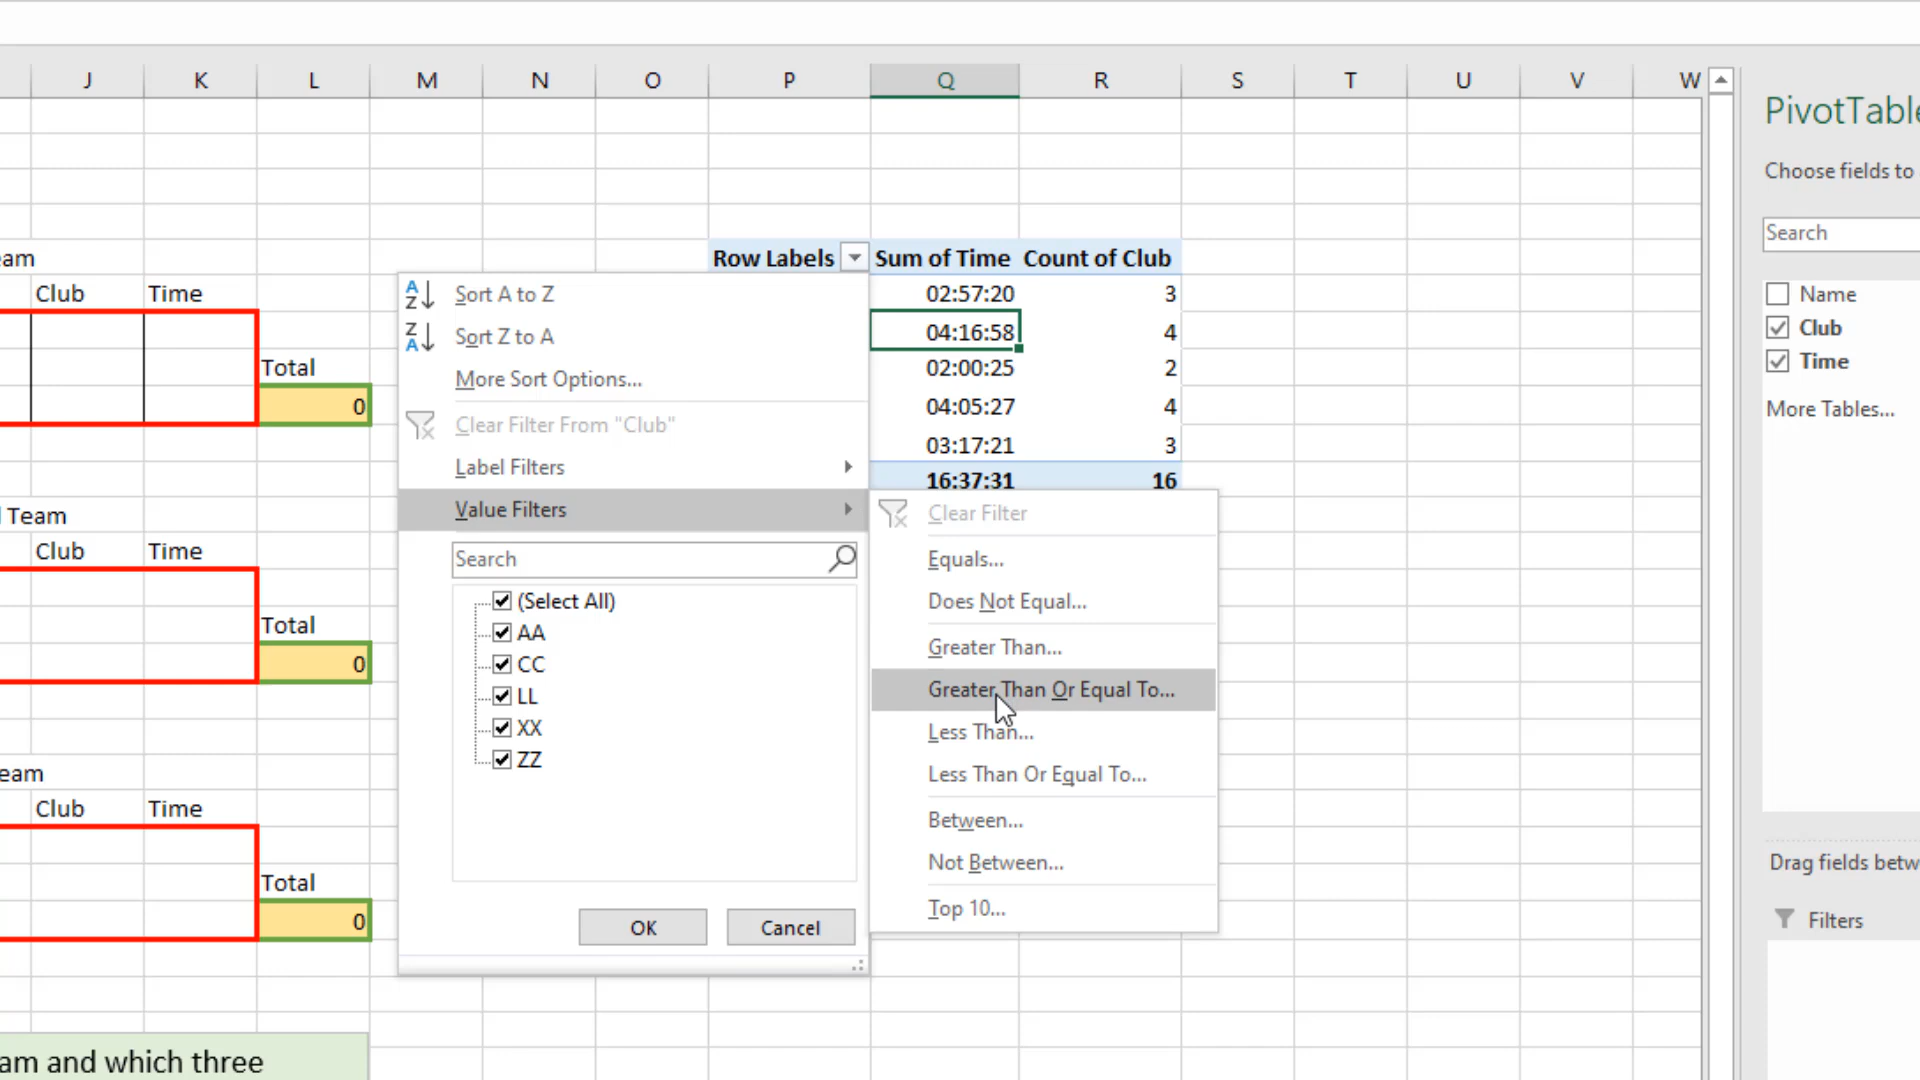 J K L M N O P Q R S T U V W
PivotTable
Choose fields to
Search
Name
Club
Time
More Tables...
Drag fields betw
Filters
eam
Club Time
Total
0
Team
Club Time
Total
0
eam
Club Time
Total
0
am and which three
Row Labels Sum of Time Count of Club
02:57:20 3
04:16:58 4
02:00:25 2
04:05:27 4
03:17:21 3
16:37:31 16
Sort A to Z
Sort Z to A
More Sort Options...
Clear Filter From "Club"
Label Filters
Value Filters
Search
(Select All)
AA
CC
LL
XX
ZZ
OK Cancel
Clear Filter
Equals...
Does Not Equal...
Greater Than...
Greater Than Or Equal To...
Less Than...
Less Than Or Equal To...
Between...
Not Between...
Top 10...